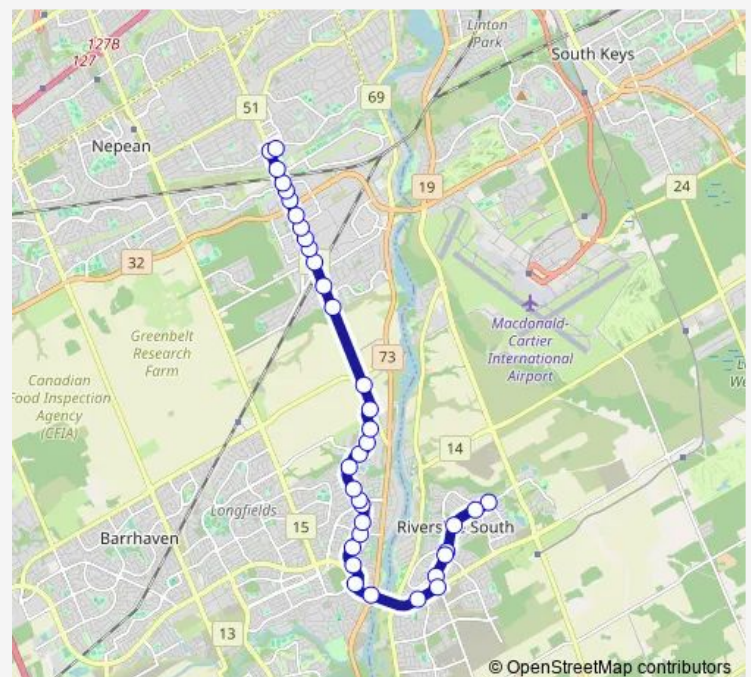 127B
127
Linton
Park
South Keys
51
69
Nepean
19
24
32
Greenbelt
Research
Farm
Macdonald-
Cartier
International
Airport
73
Canadian
Food Inspection
Agency
(CFIA)
14
Longfields
15
Barrhaven
South
13
© OpenStreetMap contributors